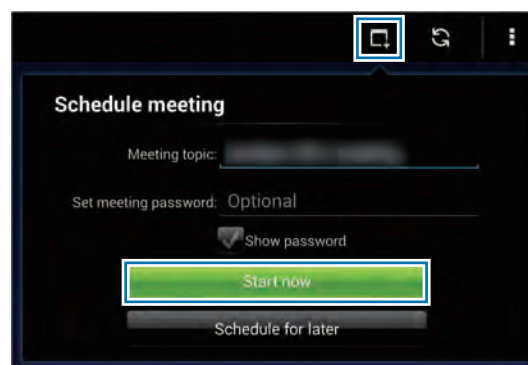 Schedule meeting
Meeting topic:
Set meeting password: Optional
Show password
Start now
Schedule for later